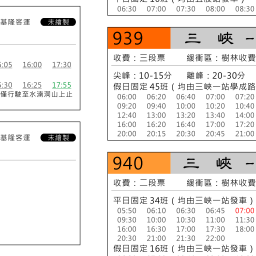 基隆客運 未繪製
:05 16:00 17:30
:30 16:25 17:55
僅行駛至水湳洞山上止
基隆客運 未繪製
06:30 07:00 07:30 08:00 08:30
939 三 峽 -
收費：三段票 緩衝區：樹林收費
尖峰：10-15分 離峰：20-30分
假日固定45班 ( 均由三峽一站學成路
06:00 06:20 06:40 07:00 07:20
09:20 09:40 10:00 10:20 10:40
12:40 13:00 13:20 13:40 14:00
16:00 16:20 16:40 17:00 17:20
20:00 20:15 20:30 20:45 21:00
940 三 峽 -
收費：二段票 緩衝區：樹林收費
平日固定34班 ( 均由三峽一站發車 )
05:50 06:10 06:30 06:45 07:00
09:30 10:00 10:30 11:00 11:30
16:00 16:30 17:00 17:30 18:00
20:30 21:00 21:30 22:00
假日固定16班 ( 均由三峽一站發車 )